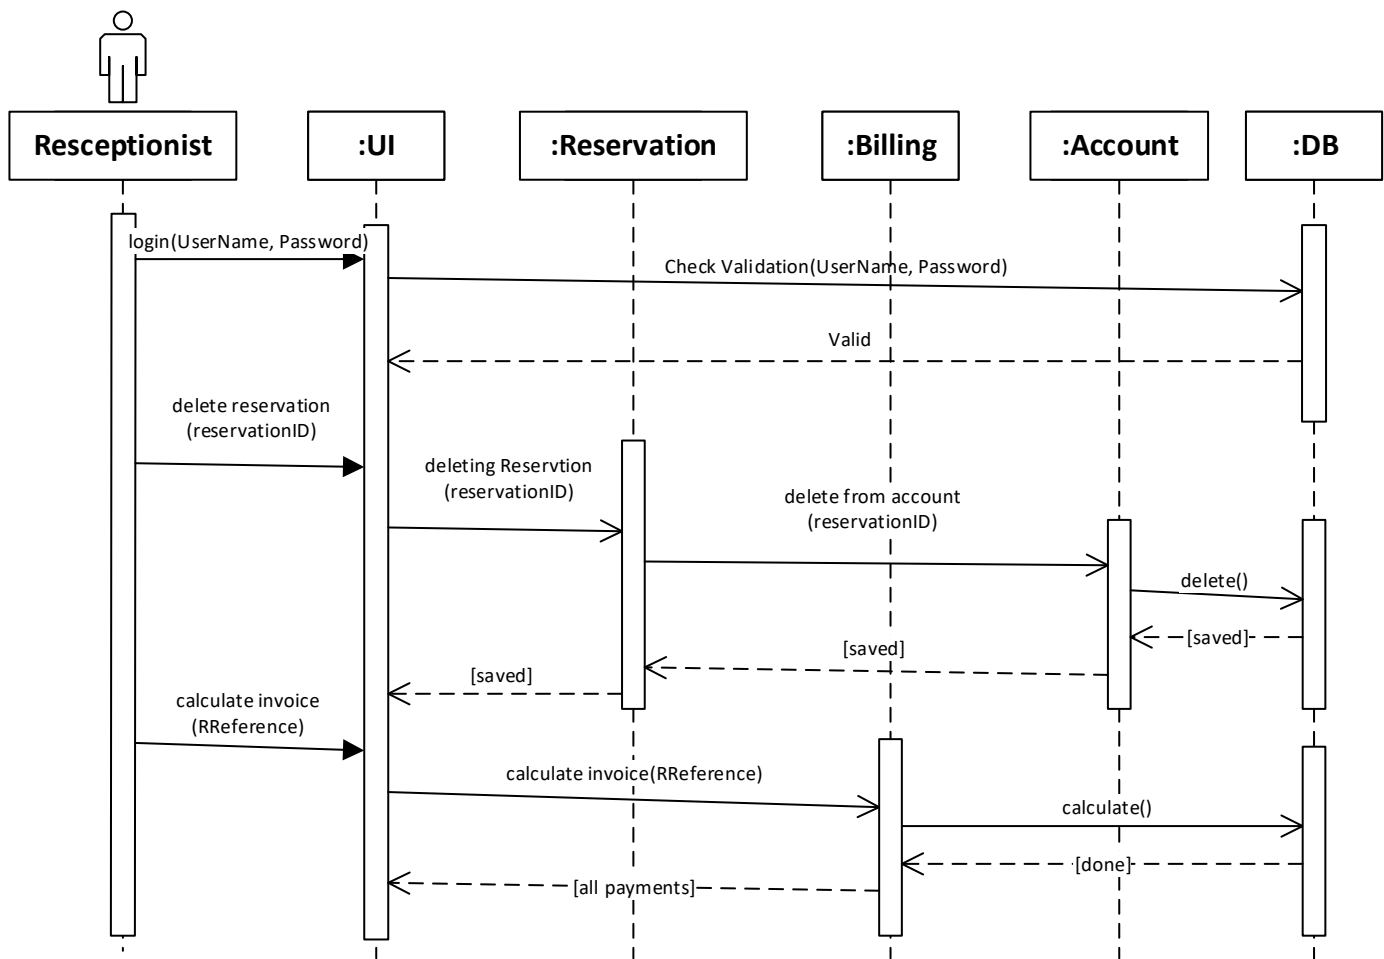 Resceptionist
:UI
:Reservation
:Billing
:Account
:DB
login(UserName, Password)
Check Validation(UserName, Password)
Valid
delete reservation
(reservationID)
deleting Reservtion
(reservationID)
delete from account
(reservationID)
delete()
[saved]
[saved]
[saved]
calculate invoice
(RReference)
calculate invoice(RReference)
calculate()
[done]
[all payments]